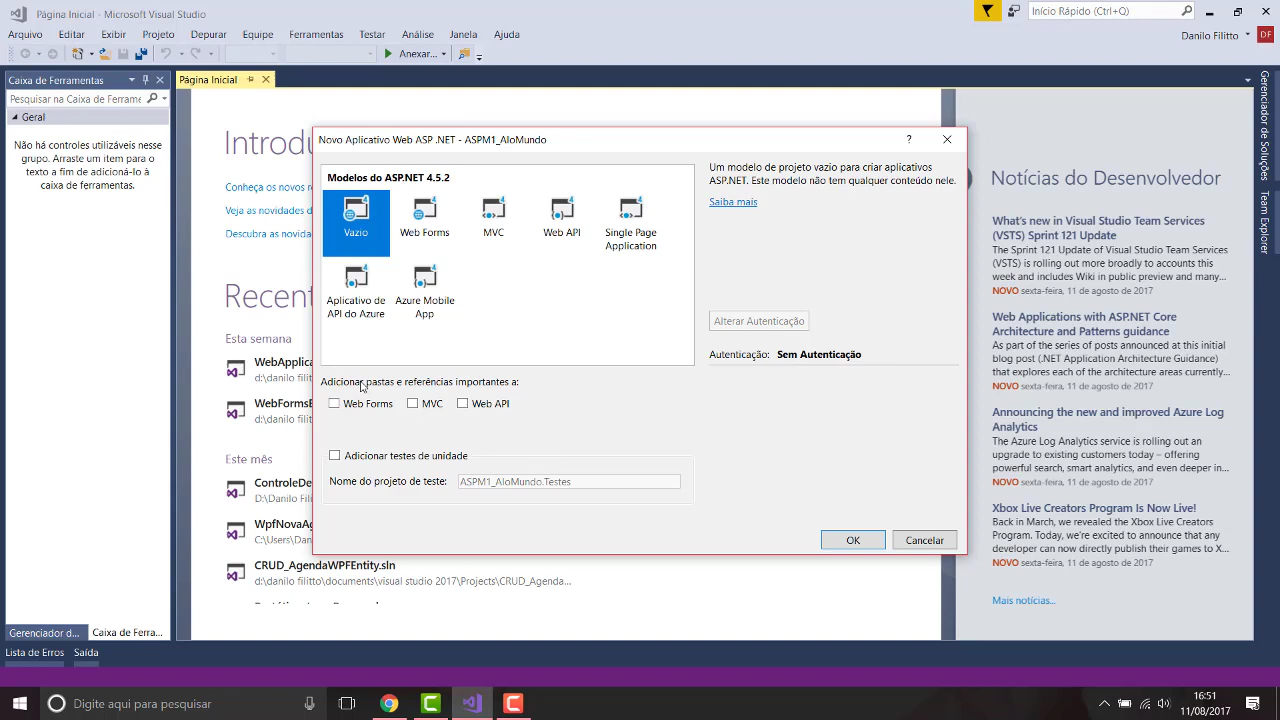 Página Inicial - Microsoft Visual Studio
Início Rápido (Ctrl+Q)
Arquivo Editar Exibir Projeto Depurar Equipe Ferramentas Testar Análise Janela Ajuda
Danilo Filitto DF
Anexar...
Caixa de Ferramentas
Página Inicial
Pesquisar na Caixa de Ferrame
Geral
Não há controles utilizáveis nesse
grupo. Arraste um item para o
texto a fim de adicioná-lo à
caixa de ferramentas.
Gerenciador d...
Caixa de Ferra...
Lista de Erros Saída
Introdu
Conheça os novos r
Veja as novidades d
Descubra as novida
Recent
Esta semana
WebApplica
d:\danilo fili
WebFormsE
d:\danilo fili
Este mês
ControleDe
D:\Danilo F
WpfNovaAg
C:\Users\Dan
CRUD_AgendaWPFEntity.sln
d:\danilo filitto\documents\visual studio 2017\Projects\CRUD_Agenda...
Novo Aplicativo Web ASP .NET - ASPM1_AloMundo
?
Modelos do ASP.NET 4.5.2
Vazio
Web Forms
MVC
Web API
Single Page
Application
Aplicativo de
API do Azure
Azure Mobile
App
Um modelo de projeto vazio para criar aplicativos
ASP.NET. Este modelo não tem qualquer conteúdo nele.
Saiba mais
Alterar Autenticação
Autenticação: Sem Autenticação
Adicionar pastas e referências importantes a:
Web Forms MVC Web API
Adicionar testes de unidade
Nome do projeto de teste: ASPM1_AloMundo.Testes
OK
Cancelar
Notícias do Desenvolvedor
What's new in Visual Studio Team Services
(VSTS) Sprint 121 Update
The Sprint 121 Update of Visual Studio Team Services
(VSTS) is rolling out more broadly to accounts this
week and includes Wiki in public preview and many...
NOVO sexta-feira, 11 de agosto de 2017
Web Applications with ASP.NET Core
Architecture and Patterns guidance
As part of the series of posts announced at this initial
blog post (.NET Application Architecture Guidance)
that explores each of the architecture areas currently...
NOVO sexta-feira, 11 de agosto de 2017
Announcing the new and improved Azure Log
Analytics
The Azure Log Analytics service is rolling out an
upgrade to existing customers today – offering
powerful search, smart analytics, and even deeper in...
NOVO sexta-feira, 11 de agosto de 2017
Xbox Live Creators Program Is Now Live!
Back in March, we revealed the Xbox Live Creators
Program. Today, we're excited to announce that any
developer can now directly publish their games to X...
NOVO sexta-feira, 11 de agosto de 2017
Mais notícias...
Gerenciador de Soluções
Team Explorer
Digite aqui para pesquisar
16:51
11/08/2017